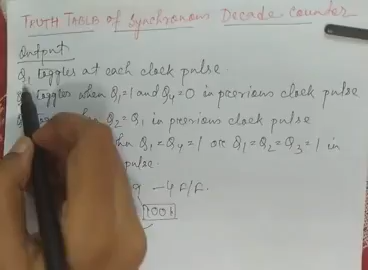 Truth Table of Synchronous Decade Counter
Output
Q1 toggles at each clock pulse.
toggles when Q1=1 and Q4=0 in previous clock pulse
Q2=Q1 in previous clock pulse
Q1=Q4=1 or Q1=Q2=Q3=1 in
pulse.
9 - 4 F/F.
1001